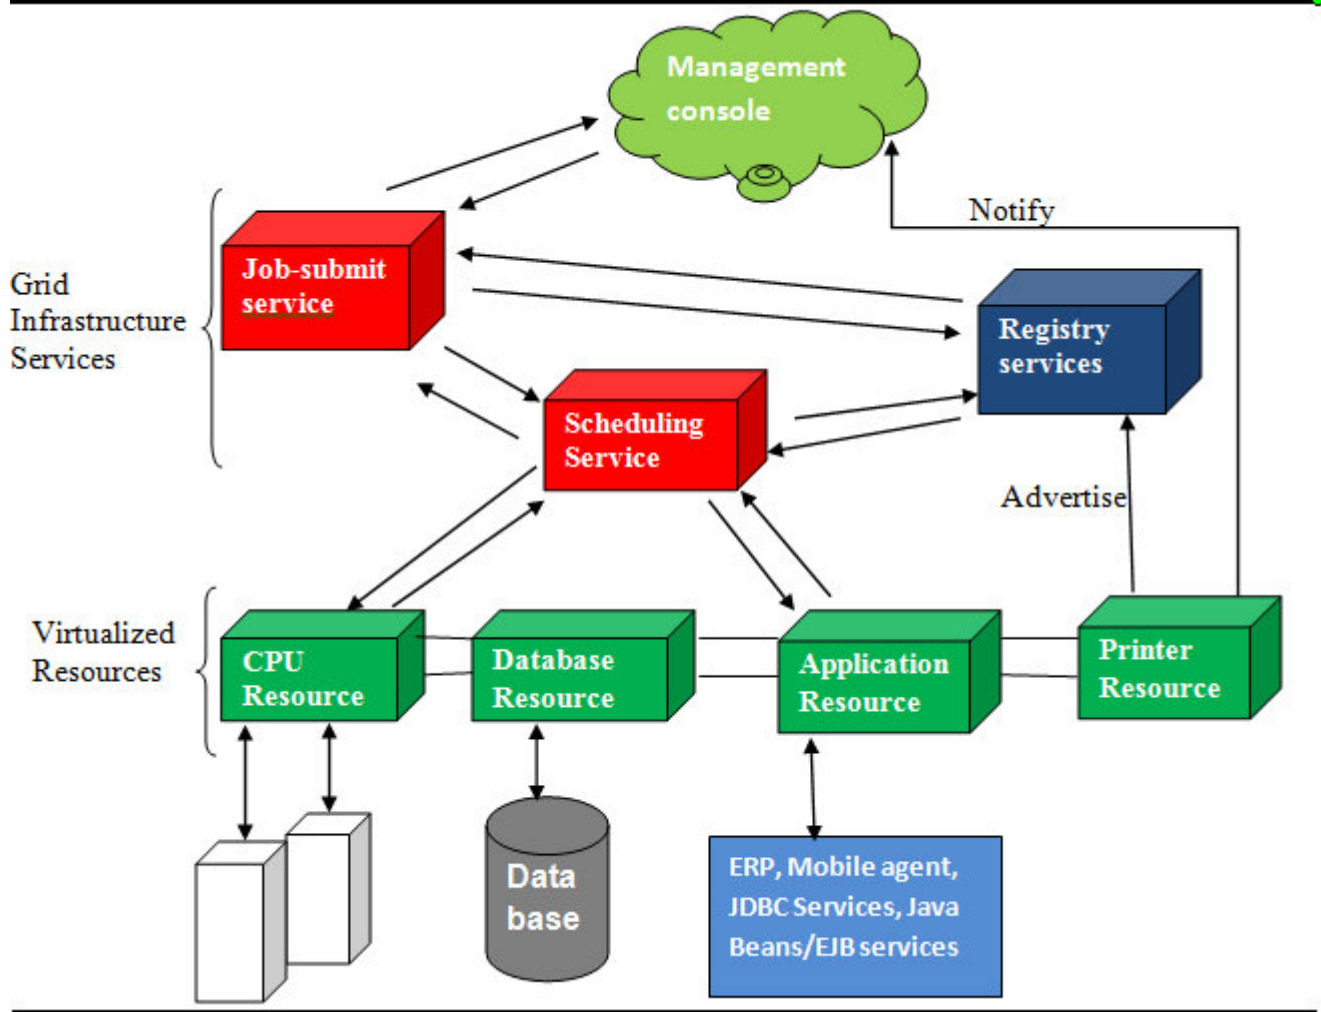 Management
console
Notify
Job-submit
service
Grid
Infrastructure
Services
Registry
services
Scheduling
Service
Advertise
Virtualized
Resources
CPU
Resource
Database
Resource
Application
Resource
Printer
Resource
Data
base
ERP, Mobile agent,
JDBC Services, Java
Beans/EJB services